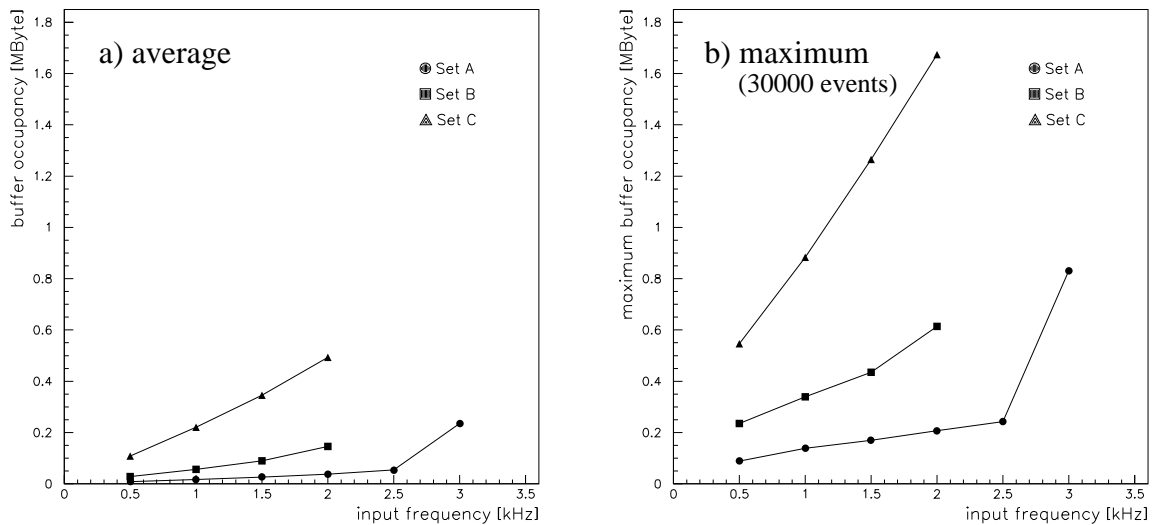 buffer occupancy [MByte]
a) average
Set A
Set B
Set C
1.8
1.6
1.4
1.2
1
0.8
0.6
0.4
0.2
0
0 0.5 1 1.5 2 2.5 3 3.5
input frequency [kHz]
maximum buffer occupancy [MByte]
b) maximum
(30000 events)
Set A
Set B
Set C
1.8
1.6
1.4
1.2
1
0.8
0.6
0.4
0.2
0
0 0.5 1 1.5 2 2.5 3 3.5
input frequency [kHz]